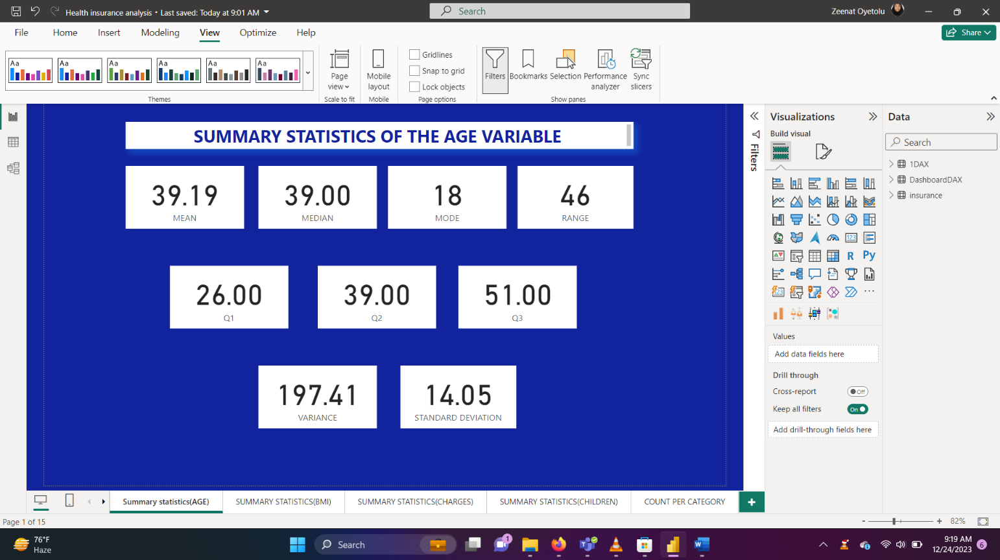 Health insurance analysis • Last saved: Today at 9:01 AM
Search
Zeenat Oyetolu
File Home Insert Modeling View Optimize Help
Share
Aa Aa Aa Aa Aa Aa
Themes
Page view
Scale to fit
Mobile layout
Mobile
Gridlines
Snap to grid
Lock objects
Page options
Filters
Bookmarks
Selection
Performance analyzer
Sync slicers
Show panes
SUMMARY STATISTICS OF THE AGE VARIABLE
39.19 39.00 18 46
MEAN MEDIAN MODE RANGE
26.00 39.00 51.00
Q1 Q2 Q3
197.41 14.05
VARIANCE STANDARD DEVIATION
Filters
Visualizations
Build visual
123
R Py
123
Values
Add data fields here
Drill through
Cross-report Off
Keep all filters On
Add drill-through fields here
Data
Search
1DAX
DashboardDAX
insurance
Summary statistics(AGE) SUMMARY STATISTICS(BMI) SUMMARY STATISTICS(CHARGES) SUMMARY STATISTICS(CHILDREN) COUNT PER CATEGORY +
Page 1 of 15
- + 82%
76°F
Haze
Search
1
W
9:19 AM
12/24/2023
6